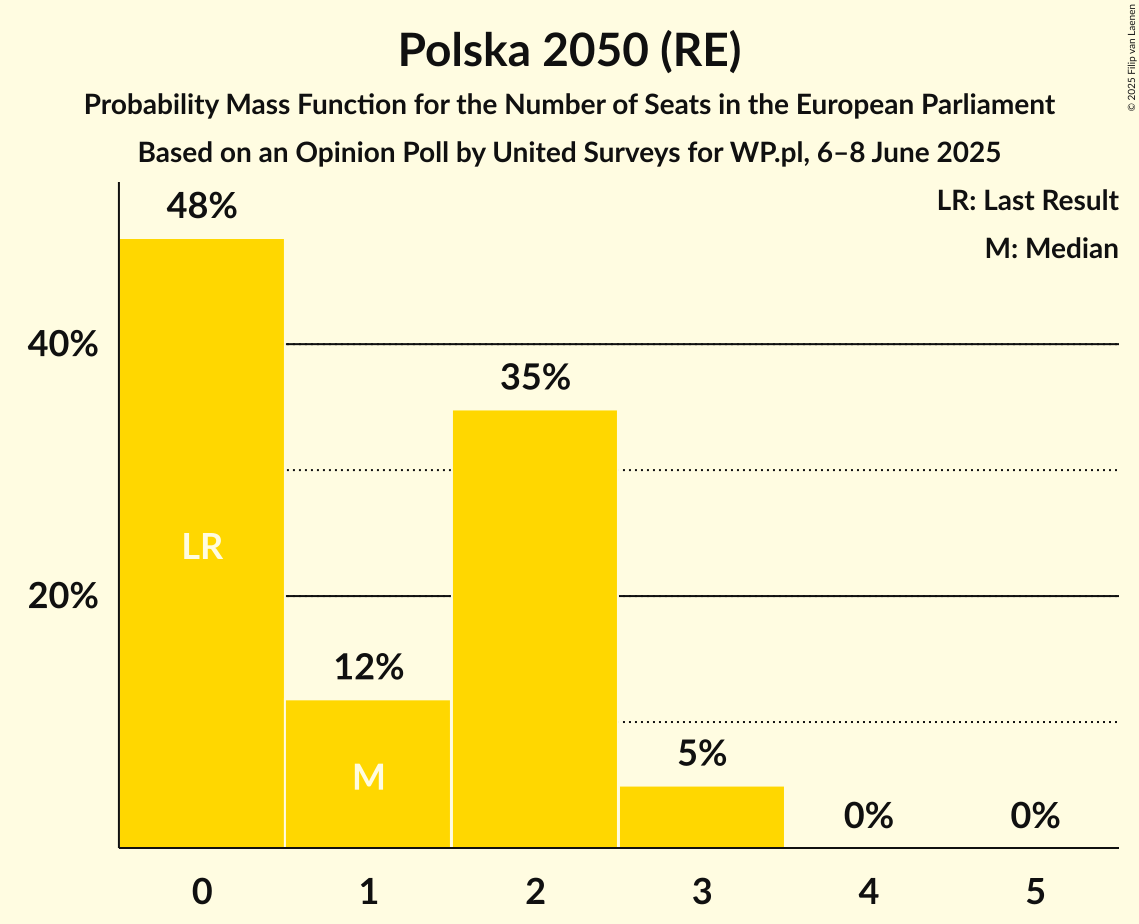 Polska 2050 (RE)
Probability Mass Function for the Number of Seats in the European Parliament
Based on an Opinion Poll by United Surveys for WP.pl, 6–8 June 2025
© 2025 Filip van Laenen
LR: Last Result
M: Median
48%
40%
35%
LR
20%
12%
M
5%
0%
0%
0
1
2
3
4
5